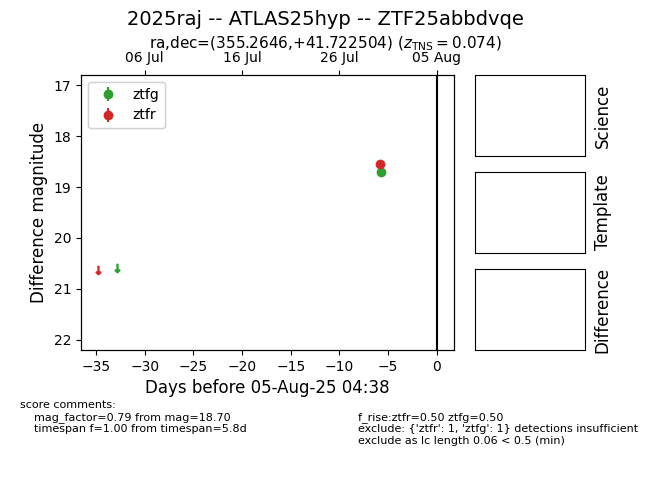 2025raj -- ATLAS25hyp -- ZTF25abbdvqe
ra,dec=(355.2646,+41.722504) (z_TNS = 0.074)
06 Jul 16 Jul 26 Jul 05 Aug
ztfg
ztfr
17
18
19
20
21
22
Difference magnitude
−35 −30 −25 −20 −15 −10 −5 0
Days before 05-Aug-25 04:38
Science
Template
Difference
score comments:
mag_factor=0.79 from mag=18.70
timespan f=1.00 from timespan=5.8d
f_rise:ztfr=0.50 ztfg=0.50
exclude: {'ztfr': 1, 'ztfg': 1} detections insufficient
exclude as lc length 0.06 < 0.5 (min)